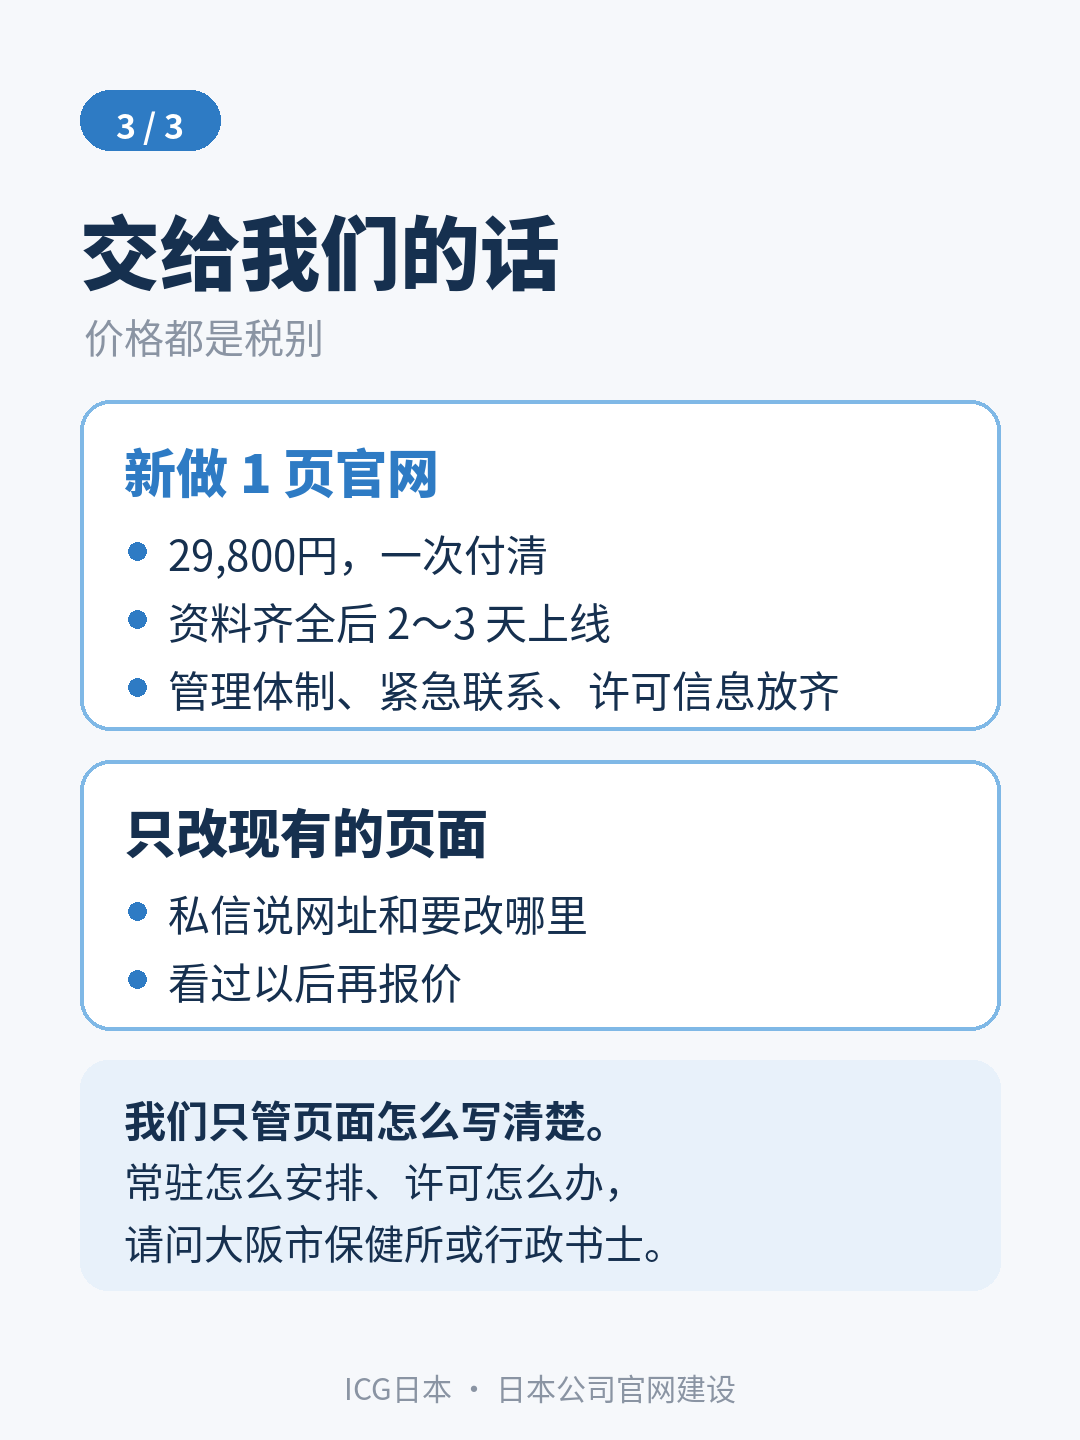 3 / 3
交给我们的话
价格都是税别
新做 1 页官网
29,800円，一次付清
资料齐全后 2～3 天上线
管理体制、紧急联系、许可信息放齐
只改现有的页面
私信说网址和要改哪里
看过以后再报价
我们只管页面怎么写清楚。
常驻怎么安排、许可怎么办，
请问大阪市保健所或行政书士。
ICG日本 · 日本公司官网建设